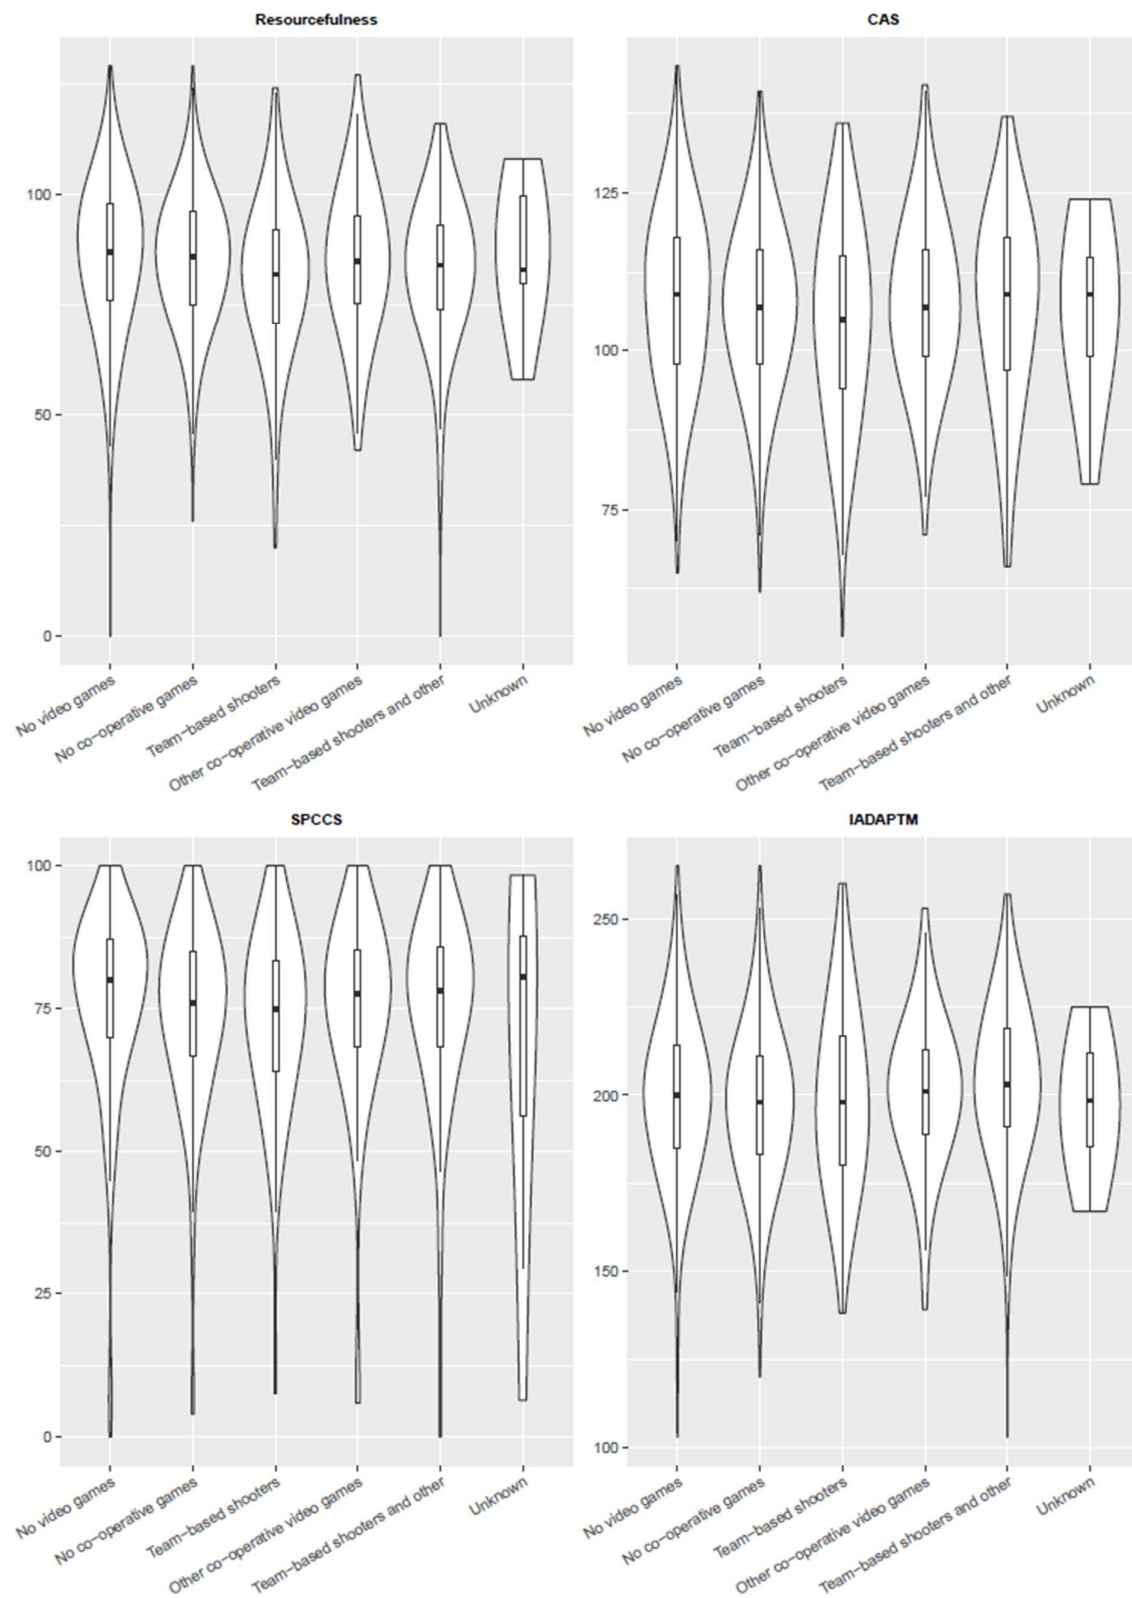 Resourcefulness
100
50
0
No video games
No co-operative games
Team-based shooters
Other co-operative video games
Team-based shooters and other
Unknown
CAS
125
100
75
No video games
No co-operative games
Team-based shooters
Other co-operative video games
Team-based shooters and other
Unknown
SPCCS
100
75
50
25
0
No video games
No co-operative games
Team-based shooters
Other co-operative video games
Team-based shooters and other
Unknown
IADAPTM
250
200
150
100
No video games
No co-operative games
Team-based shooters
Other co-operative video games
Team-based shooters and other
Unknown